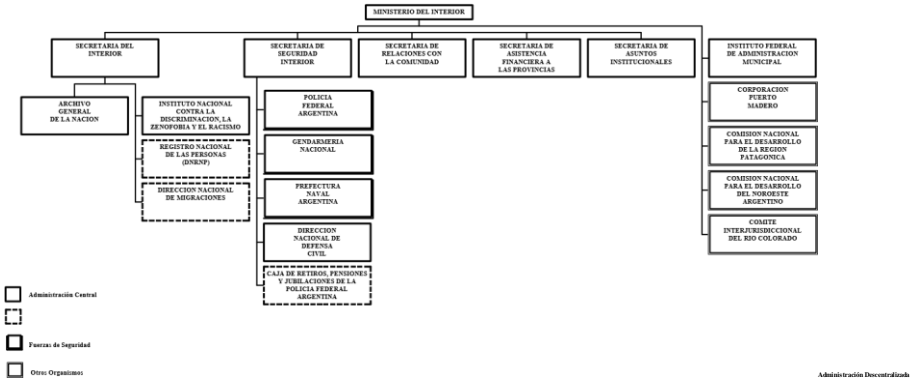 MINISTERIO DEL INTERIOR
SECRETARIA DEL
INTERIOR
SECRETARIA DE
SEGURIDAD
INTERIOR
SECRETARIA DE
RELACIONES CON
LA COMUNIDAD
SECRETARIA DE
ASISTENCIA
FINANCIERA A
LAS PROVINCIAS
SECRETARIA DE
ASUNTOS
INSTITUCIONALES
INSTITUTO FEDERAL
DE ADMINISTRACION
MUNICIPAL
ARCHIVO
GENERAL
DE LA NACION
INSTITUTO NACIONAL
CONTRA LA
DISCRIMINACION, LA
ZENOFOBIA Y EL RACISMO
REGISTRO NACIONAL
DE LAS PERSONAS
(DNRNP)
DIRECCION NACIONAL
DE MIGRACIONES
POLICIA
FEDERAL
ARGENTINA
GENDARMERIA
NACIONAL
PREFECTURA
NAVAL
ARGENTINA
DIRECCION
NACIONAL DE
DEFENSA
CIVIL
CAJA DE RETIROS, PENSIONES
Y JUBILACIONES DE LA
POLICIA FEDERAL
ARGENTINA
CORPORACION
PUERTO
MADERO
COMISION NACIONAL
PARA EL DESARROLLO
DE LA REGION
PATAGONICA
COMISION NACIONAL
PARA EL DESARROLLO
DEL NOROESTE
ARGENTINO
COMITE
INTERJURISDICCIONAL
DEL RIO COLORADO
Administración Central
Fuerzas de Seguridad
Otros Organismos
Administración Descentralizada